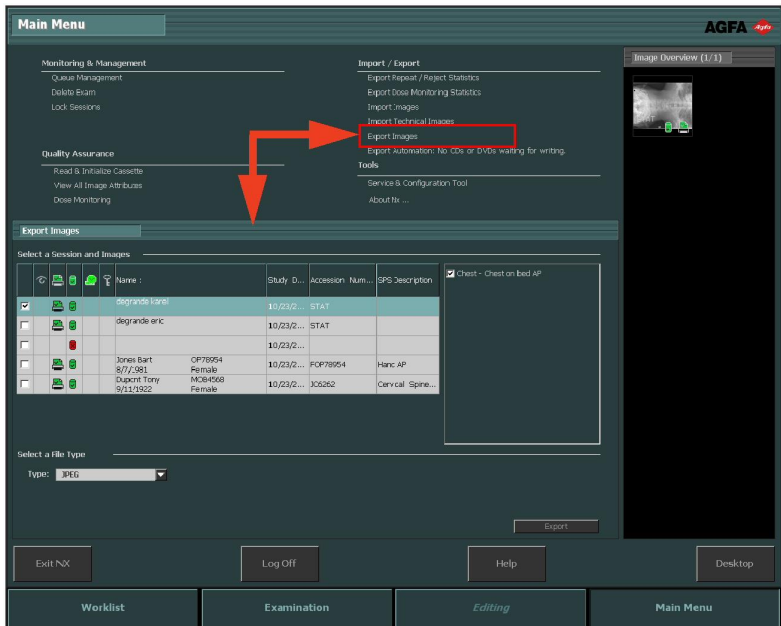 Main Menu
AGFA
Monitoring & Management
Queue Management
Delete Exam
Lock Sessions
Quality Assurance
Read & Initialize Cassette
View All Image Attributes
Dose Monitoring
Import / Export
Export Repeat / Reject Statistics
Export Dose Monitoring Statistics
Import Images
Import Technical Images
Export Images
Export Automation: No CDs or DVDs waiting for writing.
Tools
Service & Configuration Tool
About Nx ...
Image Overview (1/1)
Export Images
Select a Session and Images
Name : Study D... Accession Num... SPS Description
degrande karel 10/23/2... STAT
degrande eric 10/23/2... STAT
10/23/2...
Jones Bart OP78954 10/23/2... FOP78954 Hand AP
8/7/1981 Female
Dupont Tony MOB4568 10/23/2... JC6262 Cervical Spine...
9/11/1922 Female
Chest - Chest on bed AP
Select a File Type
Type: JPEG
Export
Exit NX
Log Off
Help
Desktop
Worklist
Examination
Editing
Main Menu